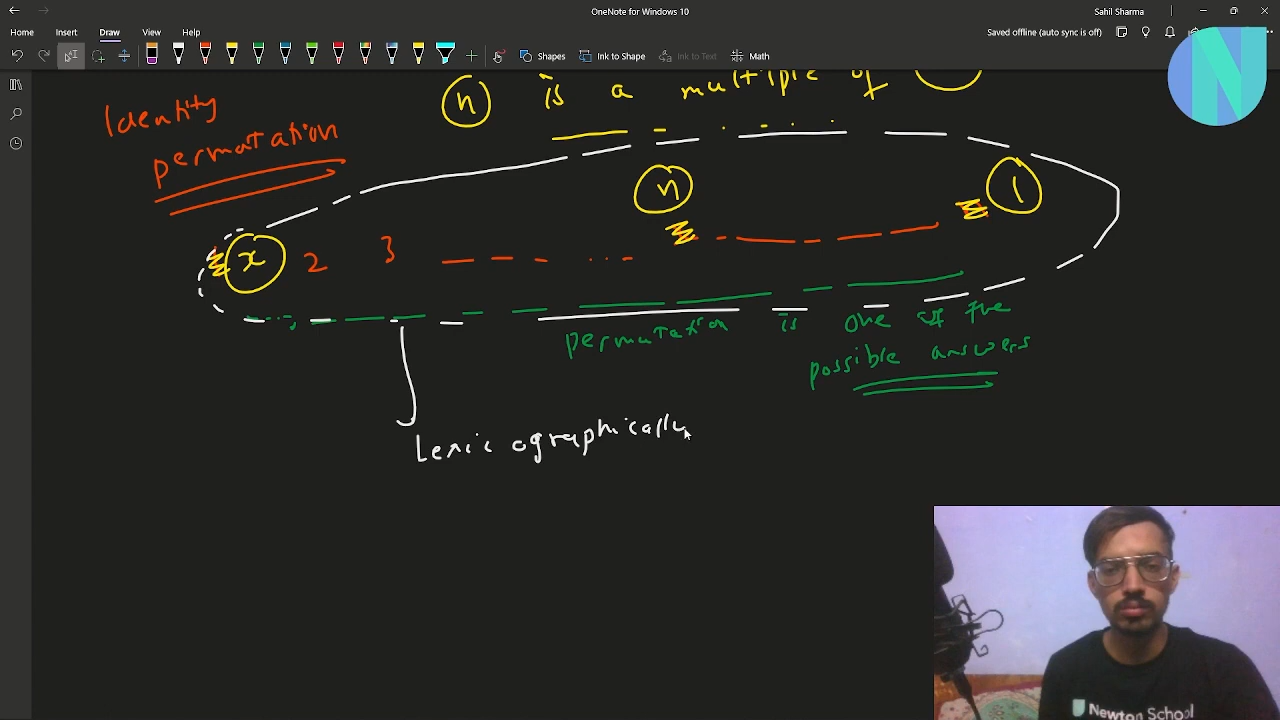 OneNote for Windows 10
Sahil Sharma
Home Insert Draw View Help
Saved offline (auto sync is off)
Shapes Ink to Shape Ink to Text Math
n is a multiple of
Identity
permutation
n
1
x 2 3
permutation is one of the
possible answers
Lexicographically
Newton School